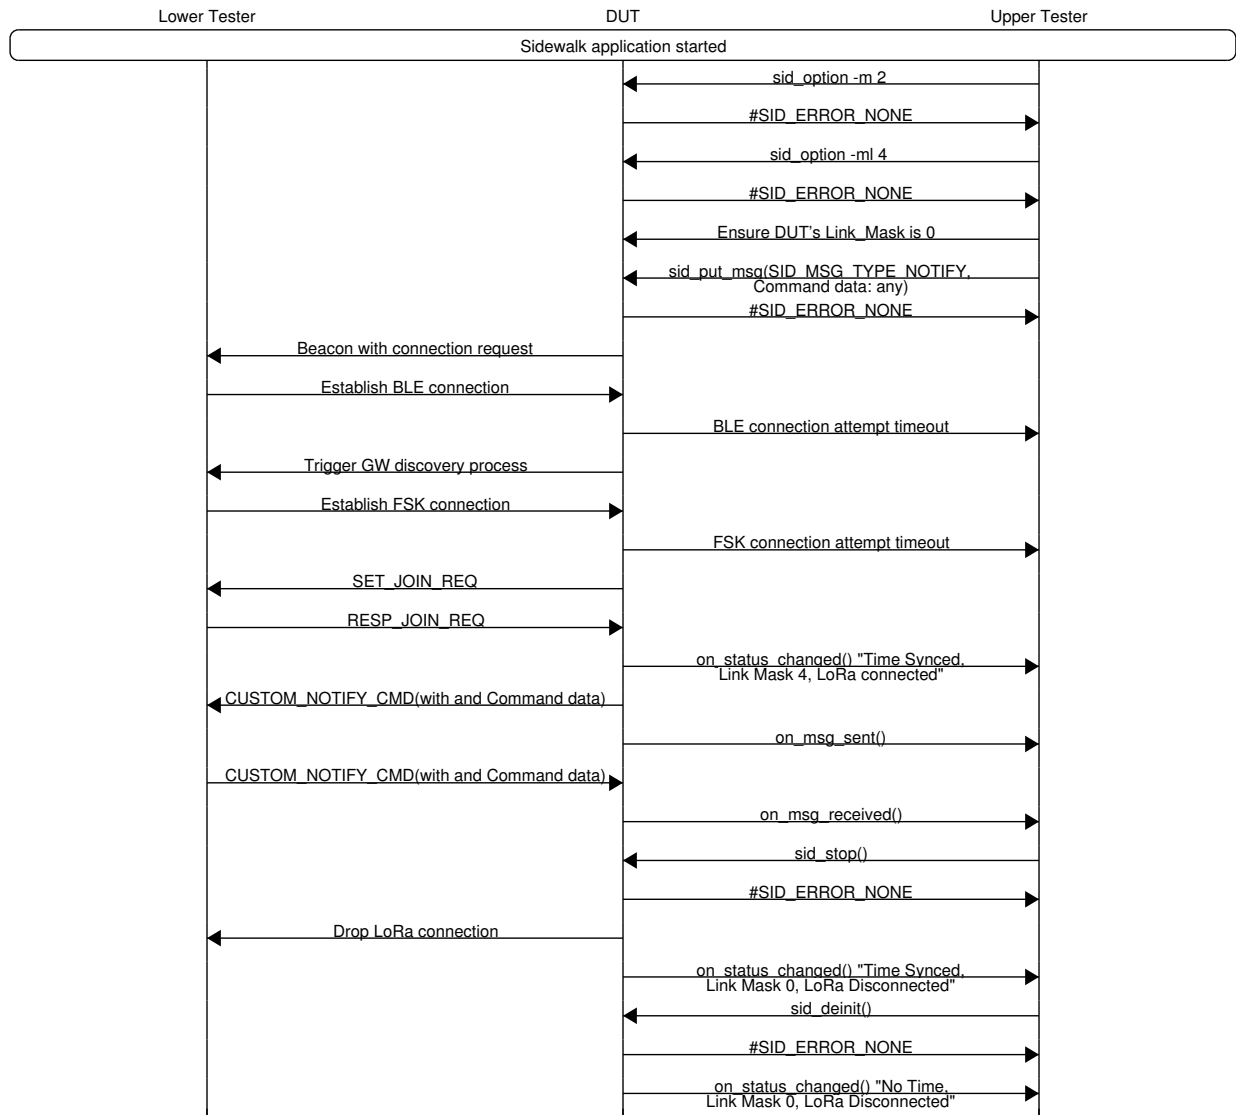 Lower Tester DUT Upper Tester
Sidewalk application started
sid_option -m 2
#SID_ERROR_NONE
sid_option -ml 4
#SID_ERROR_NONE
Ensure DUT's Link_Mask is 0
sid_put_msg(SID_MSG_TYPE_NOTIFY,
Command data: any)
#SID_ERROR_NONE
Beacon with connection request
Establish BLE connection
BLE connection attempt timeout
Trigger GW discovery process
Establish FSK connection
FSK connection attempt timeout
SET_JOIN_REQ
RESP_JOIN_REQ
on_status_changed() "Time Synced,
Link Mask 4, LoRa connected"
CUSTOM_NOTIFY_CMD(with and Command data)
on_msg_sent()
CUSTOM_NOTIFY_CMD(with and Command data)
on_msg_received()
sid_stop()
#SID_ERROR_NONE
Drop LoRa connection
on_status_changed() "Time Synced,
Link Mask 0, LoRa Disconnected"
sid_deinit()
#SID_ERROR_NONE
on_status_changed() "No Time,
Link Mask 0, LoRa Disconnected"